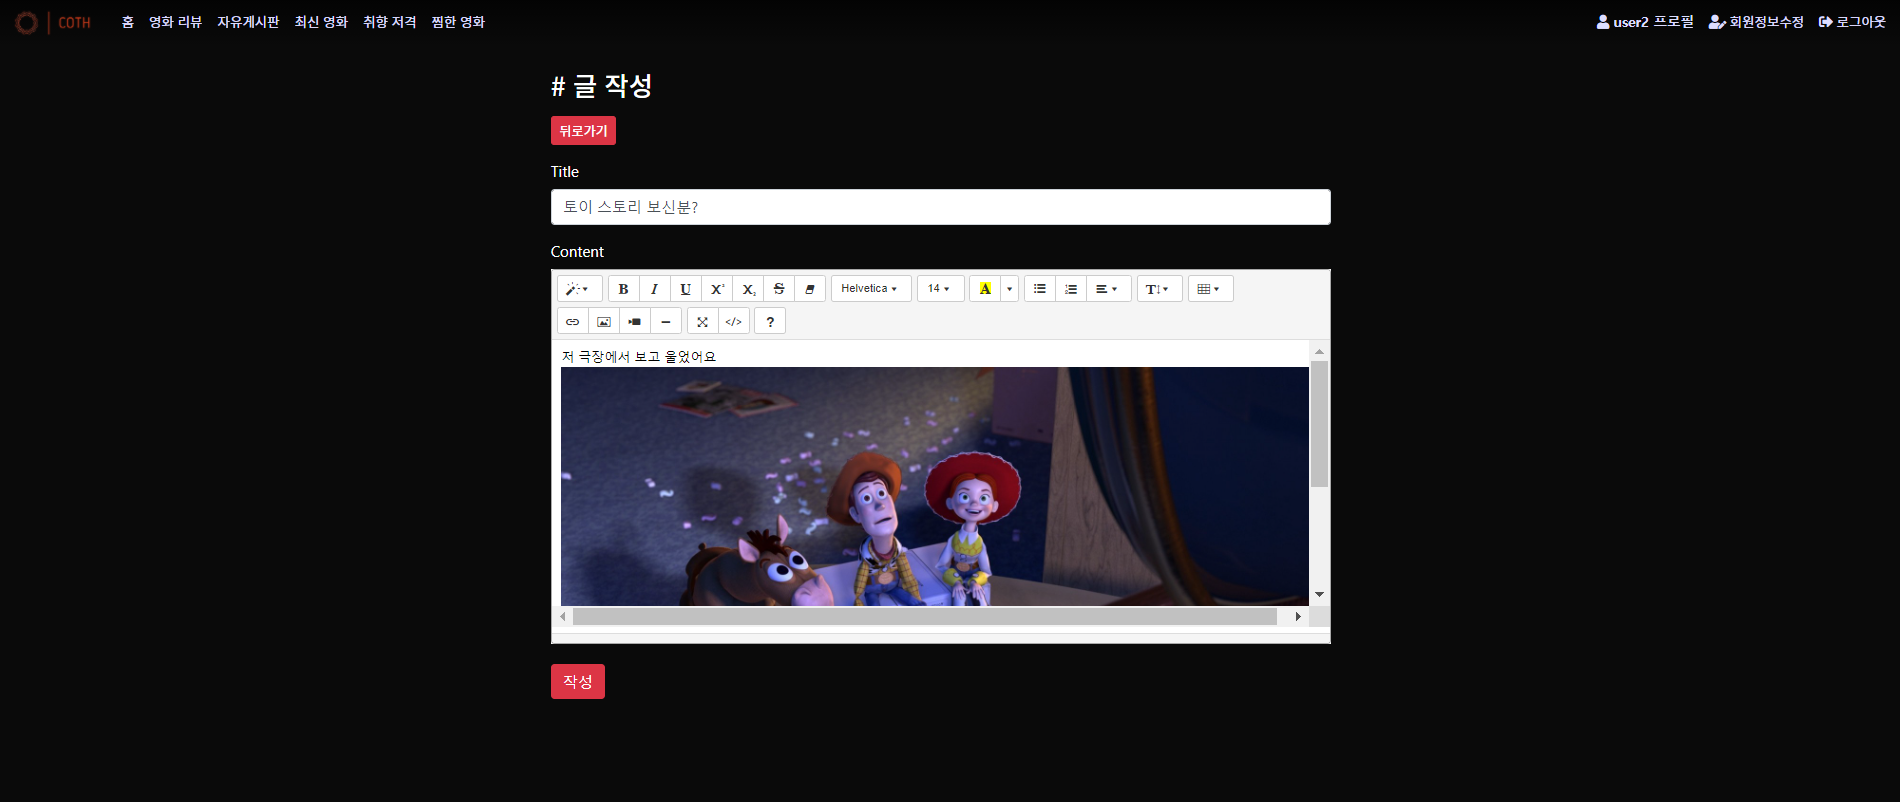 COTH 홈 영화 리뷰 자유게시판 최신 영화 취향 저격 찜한 영화 user2 프로필 회원정보수정 로그아웃
# 글 작성
뒤로가기
Title
토이 스토리 보신분?
Content
B I U X² X₂ S Helvetica 14 A T
</> ?
저 극장에서 보고 울었어요
작성